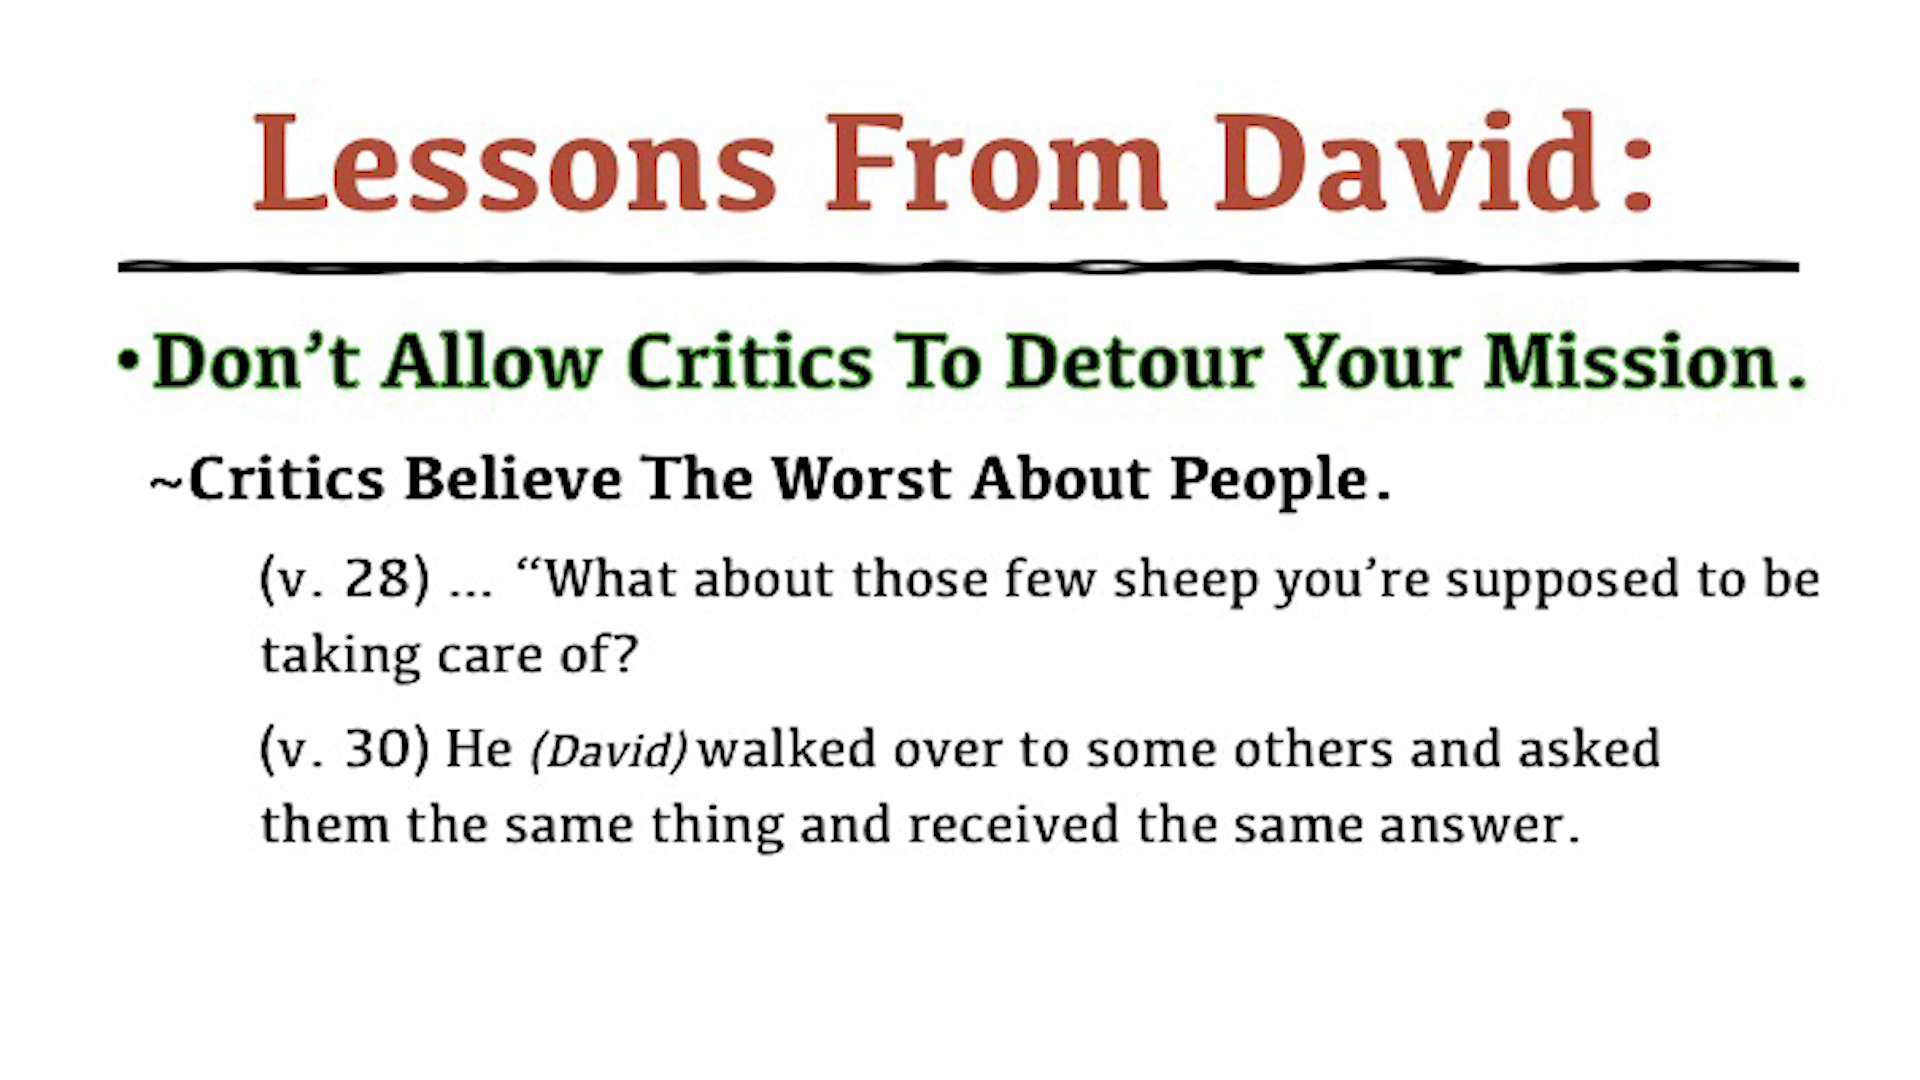 Lessons From David:
•Don’t Allow Critics To Detour Your Mission.
~Critics Believe The Worst About People.
(v. 28) ... “What about those few sheep you’re supposed to be
taking care of?
(v. 30) He (David) walked over to some others and asked
them the same thing and received the same answer.